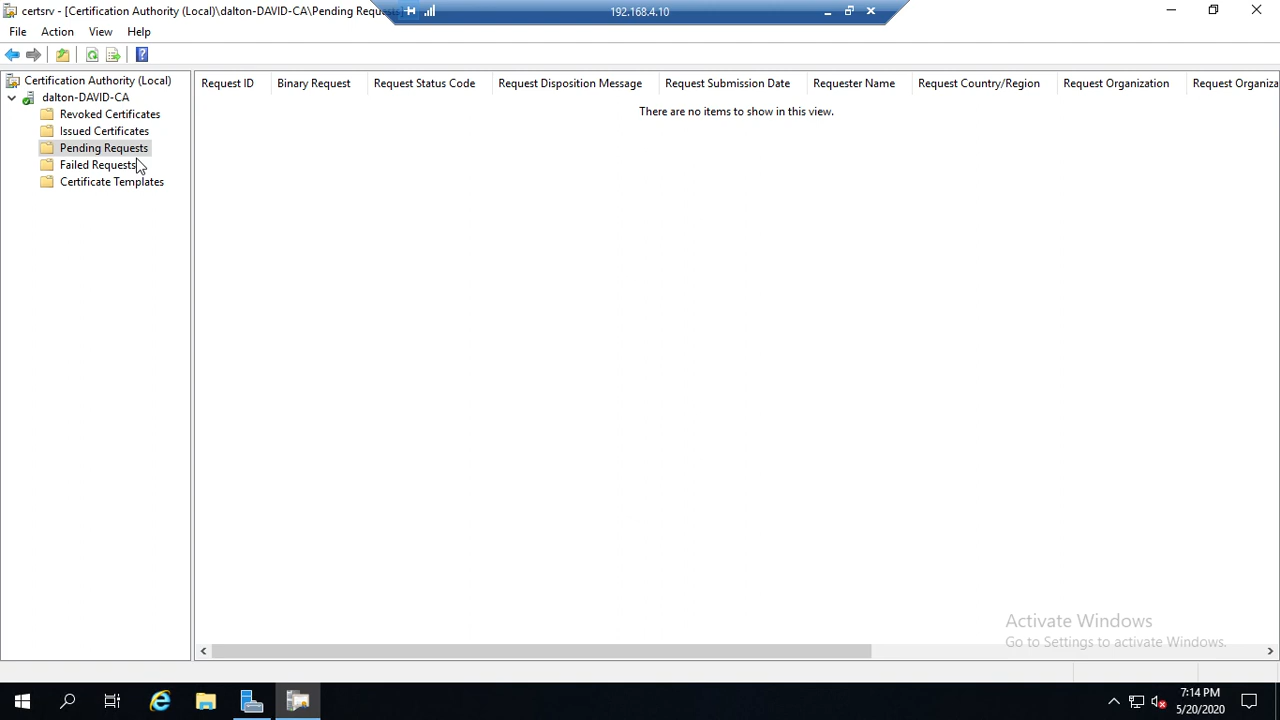 certsrv - [Certification Authority (Local)\dalton-DAVID-CA\Pending Requests]
192.168.4.10
File Action View Help
Certification Authority (Local)
dalton-DAVID-CA
Revoked Certificates
Issued Certificates
Pending Requests
Failed Requests
Certificate Templates
Request ID Binary Request Request Status Code Request Disposition Message Request Submission Date Requester Name Request Country/Region Request Organization Request Organiza
There are no items to show in this view.
Activate Windows
Go to Settings to activate Windows.
7:14 PM
5/20/2020